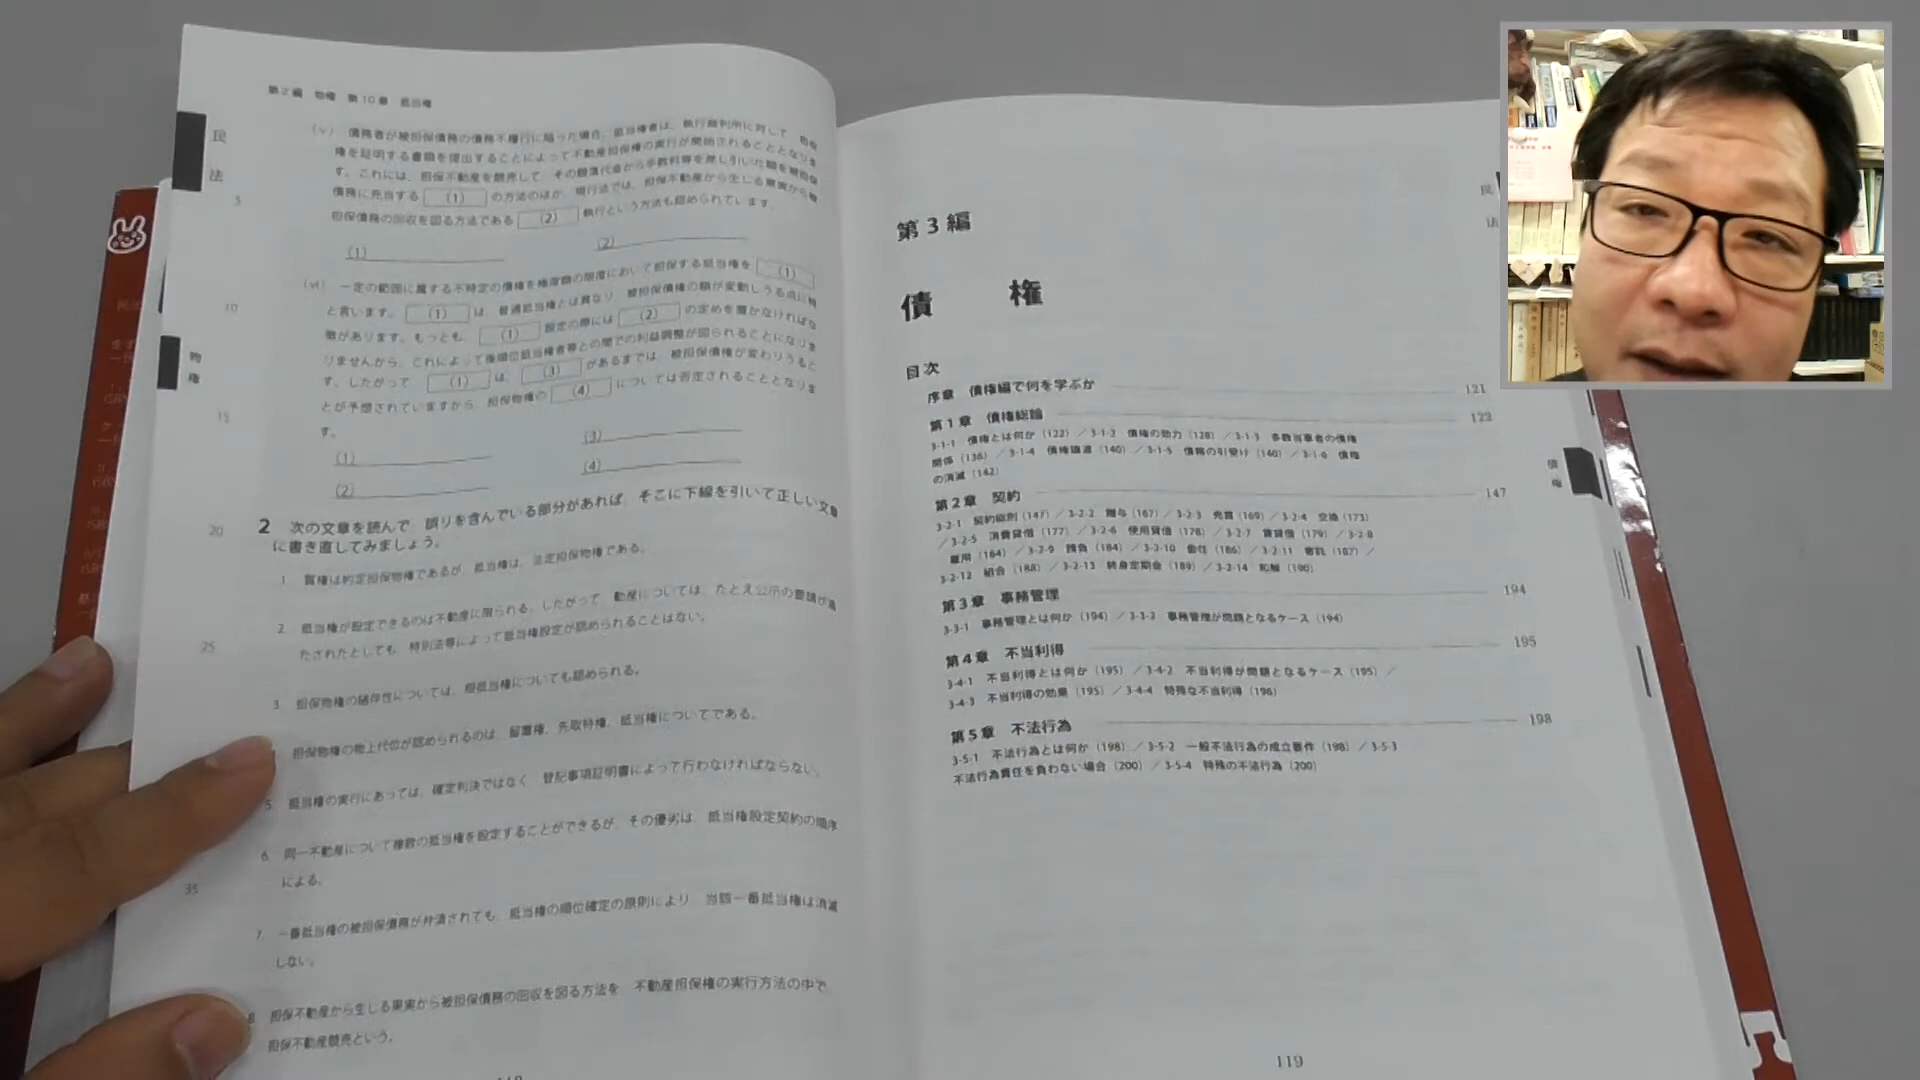 第2編 物権 第10章 抵当権
民法
物権
(ⅴ) 債務者が被担保債務の債務不履行に陥った場合、抵当権者は、執行裁判所に対して、担保
権を証明する書類を提出することによって不動産担保権の実行が開始されることとなりま
す。これには、担保不動産を競売して、その競売代金から手数料等を差し引いた額を被担保
債務に充当する (1) の方法のほか、現行法では、担保不動産から生じる果実から被
担保債務の回収を図る方法である (2) 執行という方法も認められています。
5
(1)
(2)
(ⅵ) 一定の範囲に属する不特定の債権を極度額の限度において担保する抵当権を (1)
10
と言います。 (1) は、普通抵当権とは異なり、被担保債権の額が変動しうる点に特
徴があります。もっとも、 (1) 設定の際には (2) の定めを置かなければな
りませんから、これによって後順位抵当権者等との間での利益調整が図られることになりま
す。したがって (1) は、 (3) があるまでは、被担保債権が変わりうるこ
とが予想されていますから、担保物権の (4) については否定されることとなりま
す。
15
(1)
(3)
(2)
(4)
20
2 次の文章を読んで、誤りを含んでいる部分があれば、そこに下線を引いて正しい文章
に書き直してみましょう。
1 質権は約定担保物権であるが、抵当権は、法定担保物権である。
2 抵当権が設定できるのは不動産に限られる。したがって、動産については、たとえ公示の要請が満
25
たされたとしても、特別法等によって抵当権設定が認められることはない。
3 担保物権の随伴性については、根抵当権についても認められる。
担保物権の物上代位が認められるのは、留置権、先取特権、抵当権についてである。
5 抵当権の実行にあっては、確定判決ではなく、登記事項証明書によって行わなければならない。
6 同一不動産について複数の抵当権を設定することができるが、その優劣は、抵当権設定契約の順序
による。
35
7 一番抵当権の被担保債務が弁済されても、抵当権の順位確定の原則により、当該一番抵当権は消滅
しない。
8 担保不動産から生じる果実から被担保債務の回収を図る方法を、不動産担保権の実行方法の中で
担保不動産競売という。
民法
債権
第3編
債 権
目次
序章 債権編で何を学ぶか 121
第1章 債権総論 122
3-1-1 債権とは何か (122) / 3-1-2 債権の効力 (128) / 3-1-3 多数当事者の債権
関係 (136) / 3-1-4 債権譲渡 (140) / 3-1-5 債務の引受け (140) / 3-1-6 債権
の消滅 (142)
第2章 契約 147
3-2-1 契約総則 (147) / 3-2-2 贈与 (167) / 3-2-3 売買 (169) / 3-2-4 交換 (173)
/ 3-2-5 消費貸借 (177) / 3-2-6 使用貸借 (178) / 3-2-7 賃貸借 (179) / 3-2-8
雇用 (184) / 3-2-9 請負 (184) / 3-2-10 委任 (186) / 3-2-11 寄託 (187) /
3-2-12 組合 (188) / 3-2-13 終身定期金 (189) / 3-2-14 和解 (190)
第3章 事務管理 194
3-3-1 事務管理とは何か (194) / 3-3-2 事務管理が問題となるケース (194)
第4章 不当利得 195
3-4-1 不当利得とは何か (195) / 3-4-2 不当利得が問題となるケース (195) /
3-4-3 不当利得の効果 (195) / 3-4-4 特殊な不当利得 (196)
第5章 不法行為 198
3-5-1 不法行為とは何か (198) / 3-5-2 一般不法行為の成立要件 (198) / 3-5-3
不法行為責任を負わない場合 (200) / 3-5-4 特殊の不法行為 (200)
119